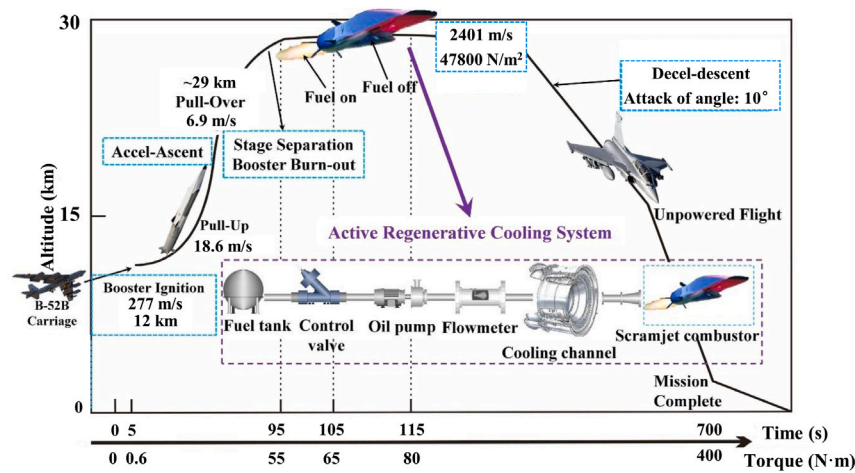 30
2401 m/s
47800 N/m²
~29 km
Pull-Over
6.9 m/s
Fuel on
Fuel off
Decel-descent
Attack of angle: 10°
Accel-Ascent
Stage Separation
Booster Burn-out
Altitude (km)
15
Pull-Up
18.6 m/s
Unpowered Flight
Active Regenerative Cooling System
B-52B
Carriage
Booster Ignition
277 m/s
12 km
Fuel tank
Control
valve
Oil pump
Flowmeter
Cooling channel
Scramjet combustor
Mission
Complete
0
0 5 95 105 115 700 Time (s)
0 0.6 55 65 80 400 Torque (N·m)